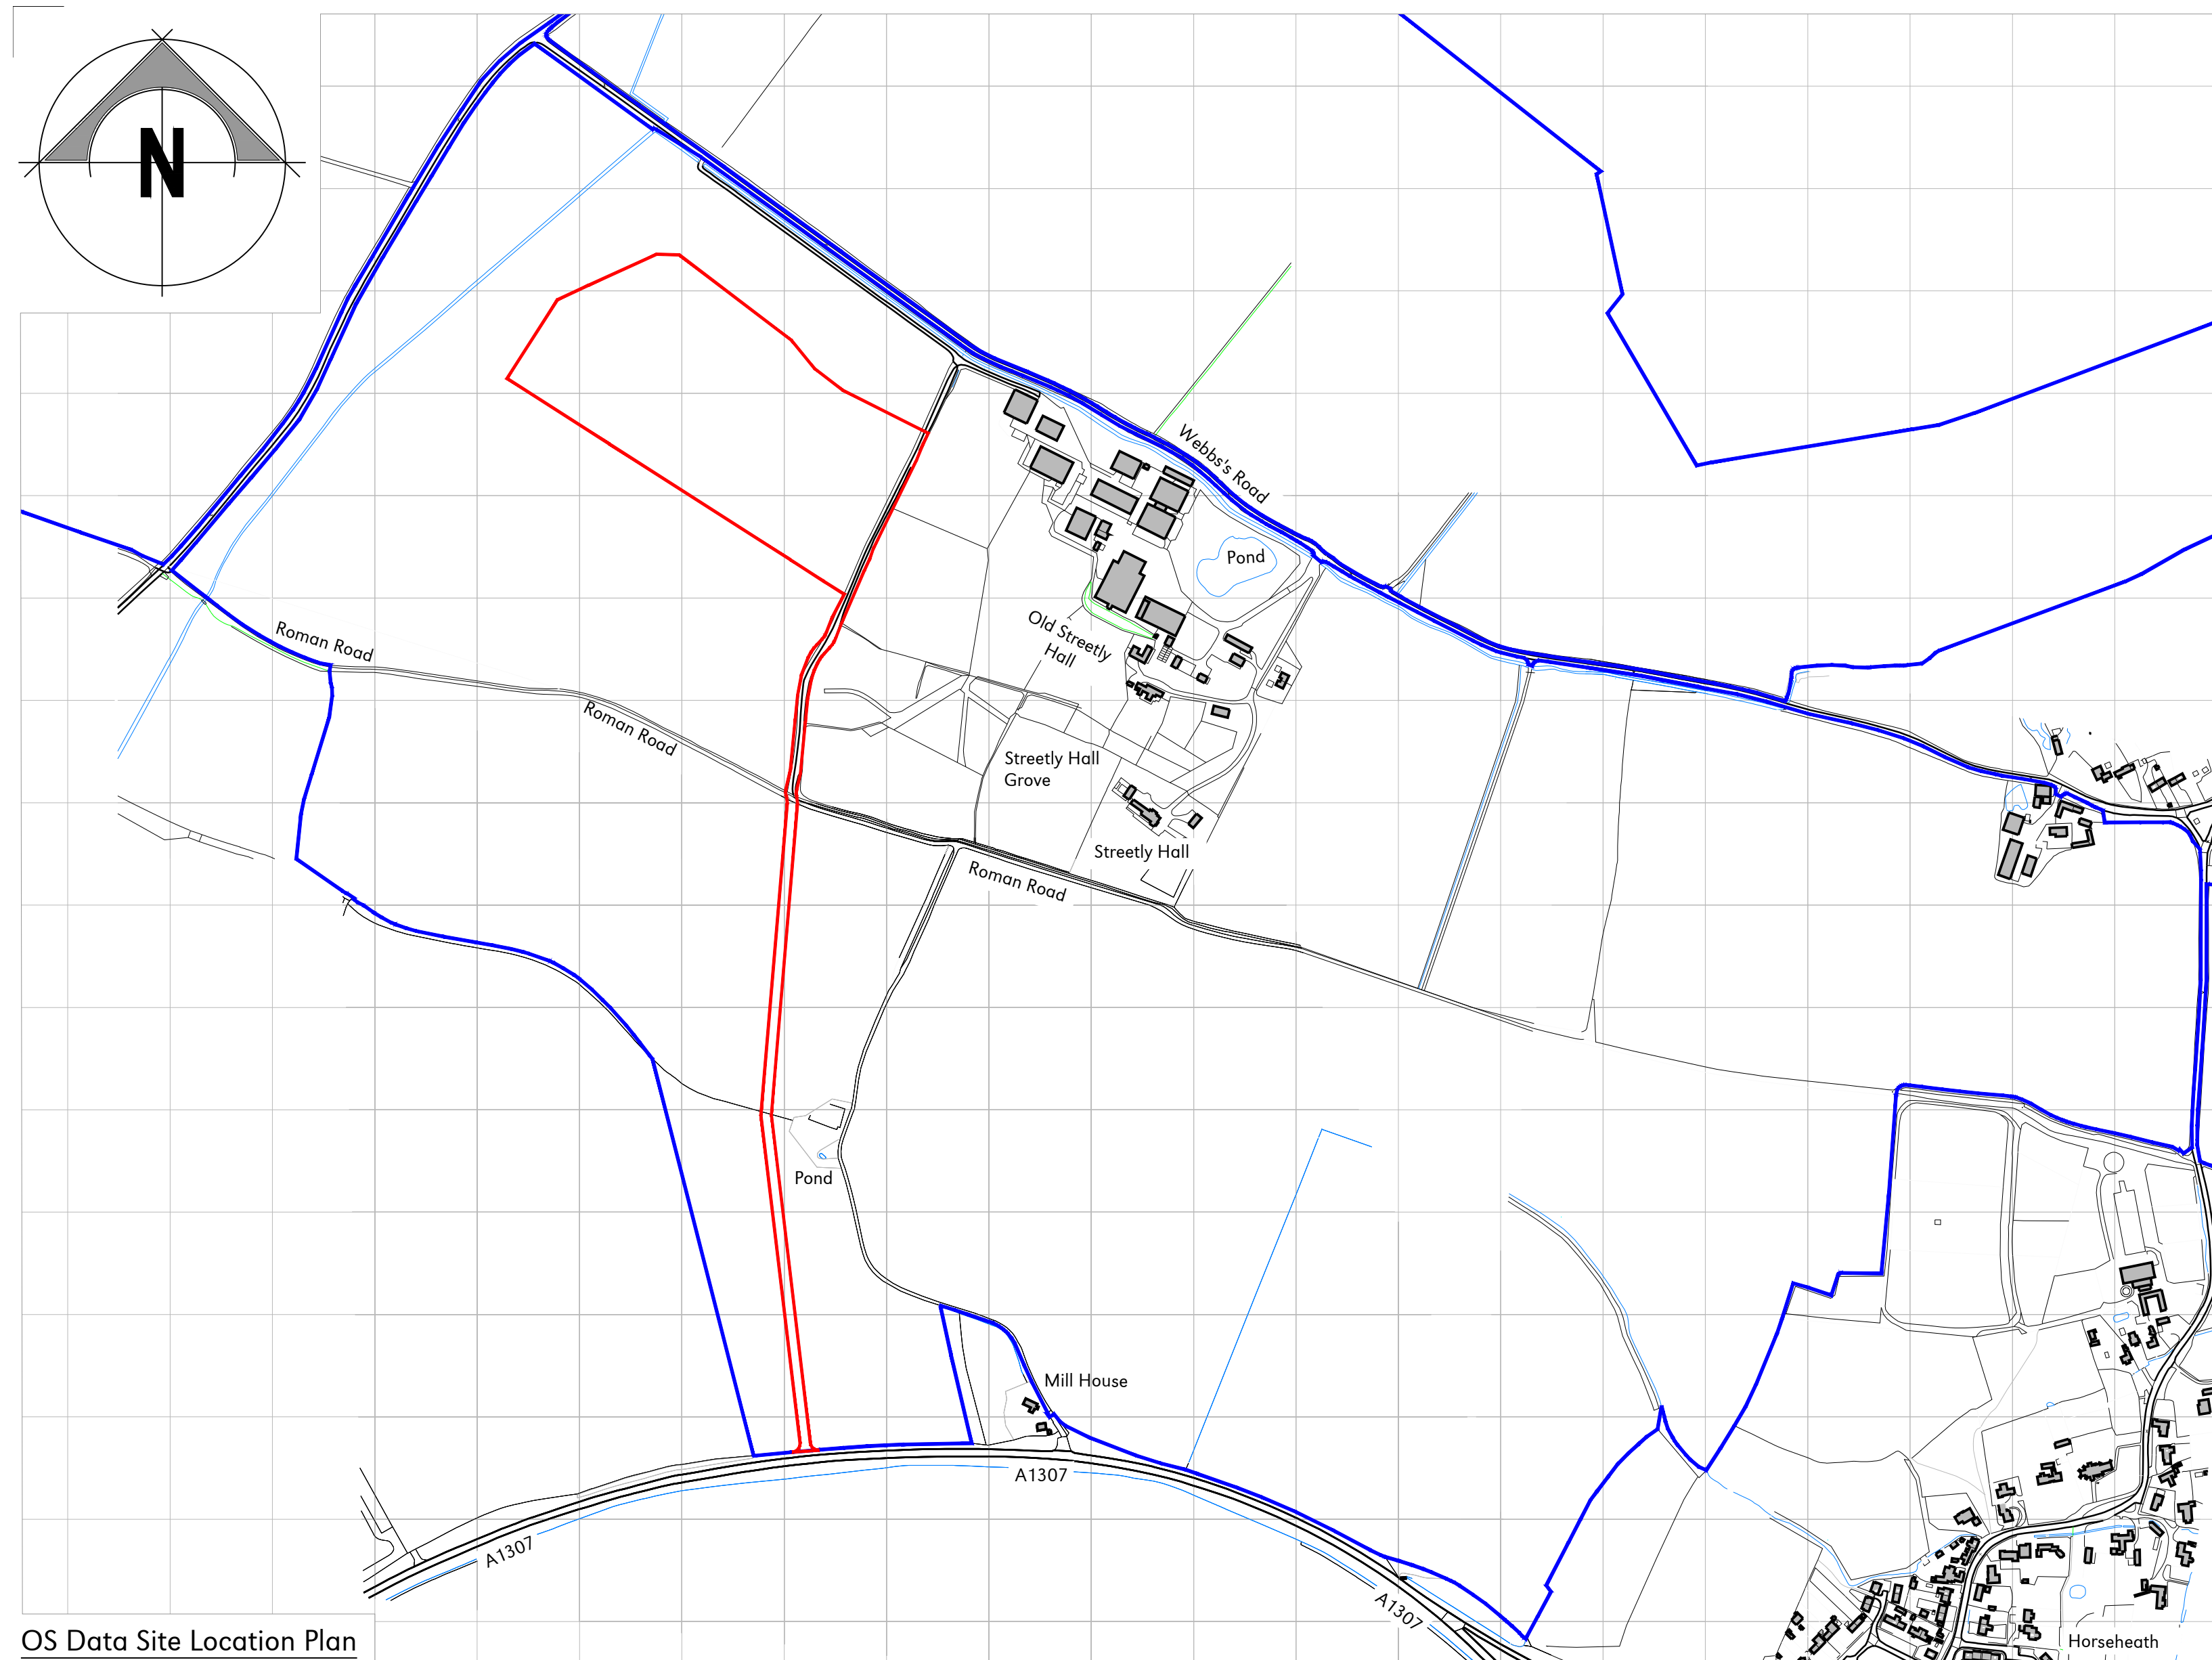 N
Webbs's Road
Pond
Old Streetly
Hall
Roman Road
Roman Road
Streetly Hall
Grove
Streetly Hall
Roman Road
Pond
Mill House
A1307
A1307
A1307
OS Data Site Location Plan
Horseheath